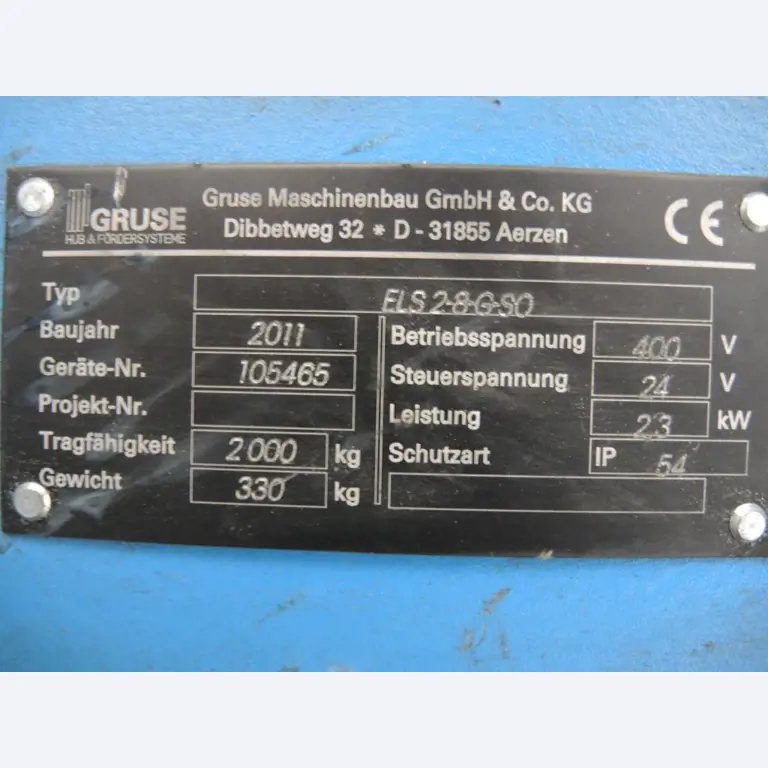 GRUSE
HUB & FÖRDERSYSTEME
Gruse Maschinenbau GmbH & Co. KG
Dibbetweg 32 * D - 31855 Aerzen
CE
Typ ELS 2-8-G-SO
Baujahr 2011
Geräte-Nr. 105465
Projekt-Nr.
Tragfähigkeit 2000 kg
Gewicht 330 kg
Betriebsspannung 400 V
Steuerspannung 24 V
Leistung 2.3 kW
Schutzart IP 54